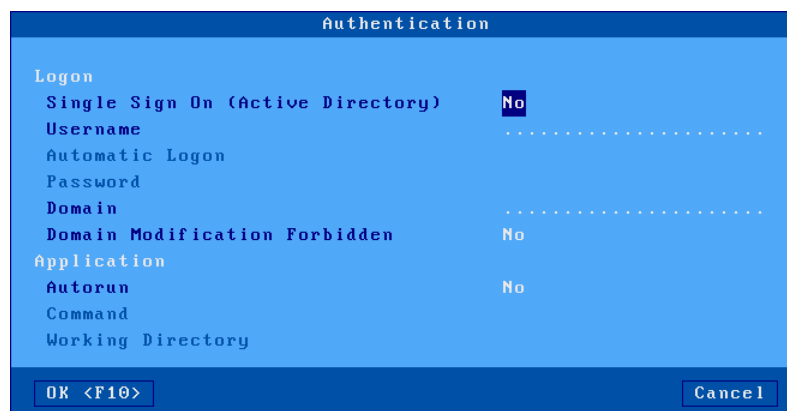 Authentication
Logon
Single Sign On (Active Directory) No
Username ......................
Automatic Logon
Password
Domain ......................
Domain Modification Forbidden No
Application
Autorun No
Command
Working Directory
OK <F10> Cancel